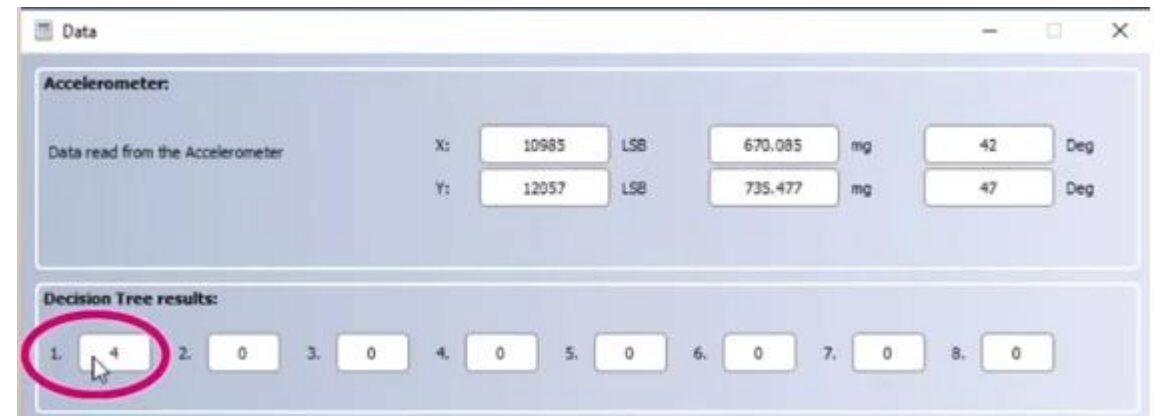 Data
Accelerometer:
Data read from the Accelerometer
X: 10985 LSB 670.085 mg 42 Deg
Y: 12057 LSB 735.477 mg 47 Deg
Decision Tree results:
1. 4 2. 0 3. 0 4. 0 5. 0 6. 0 7. 0 8. 0